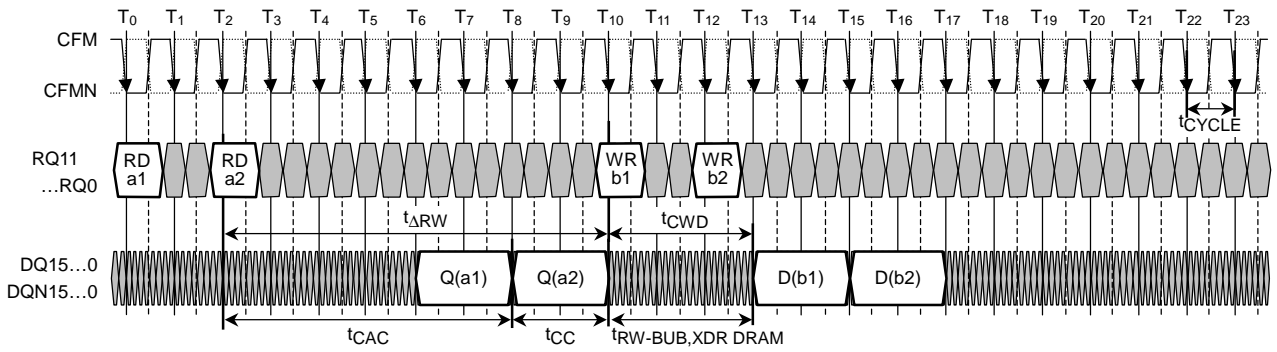 T0 T1 T2 T3 T4 T5 T6 T7 T8 T9 T10 T11 T12 T13 T14 T15 T16 T17 T18 T19 T20 T21 T22 T23
CFM
CFMN
tCYCLE
RQ11 RD RD WR WR
…RQ0 a1 a2 b1 b2
tΔRW tCWD
DQ15…0
DQN15…0
Q(a1) Q(a2) D(b1) D(b2)
tCAC tCC tRW-BUB,XDR DRAM